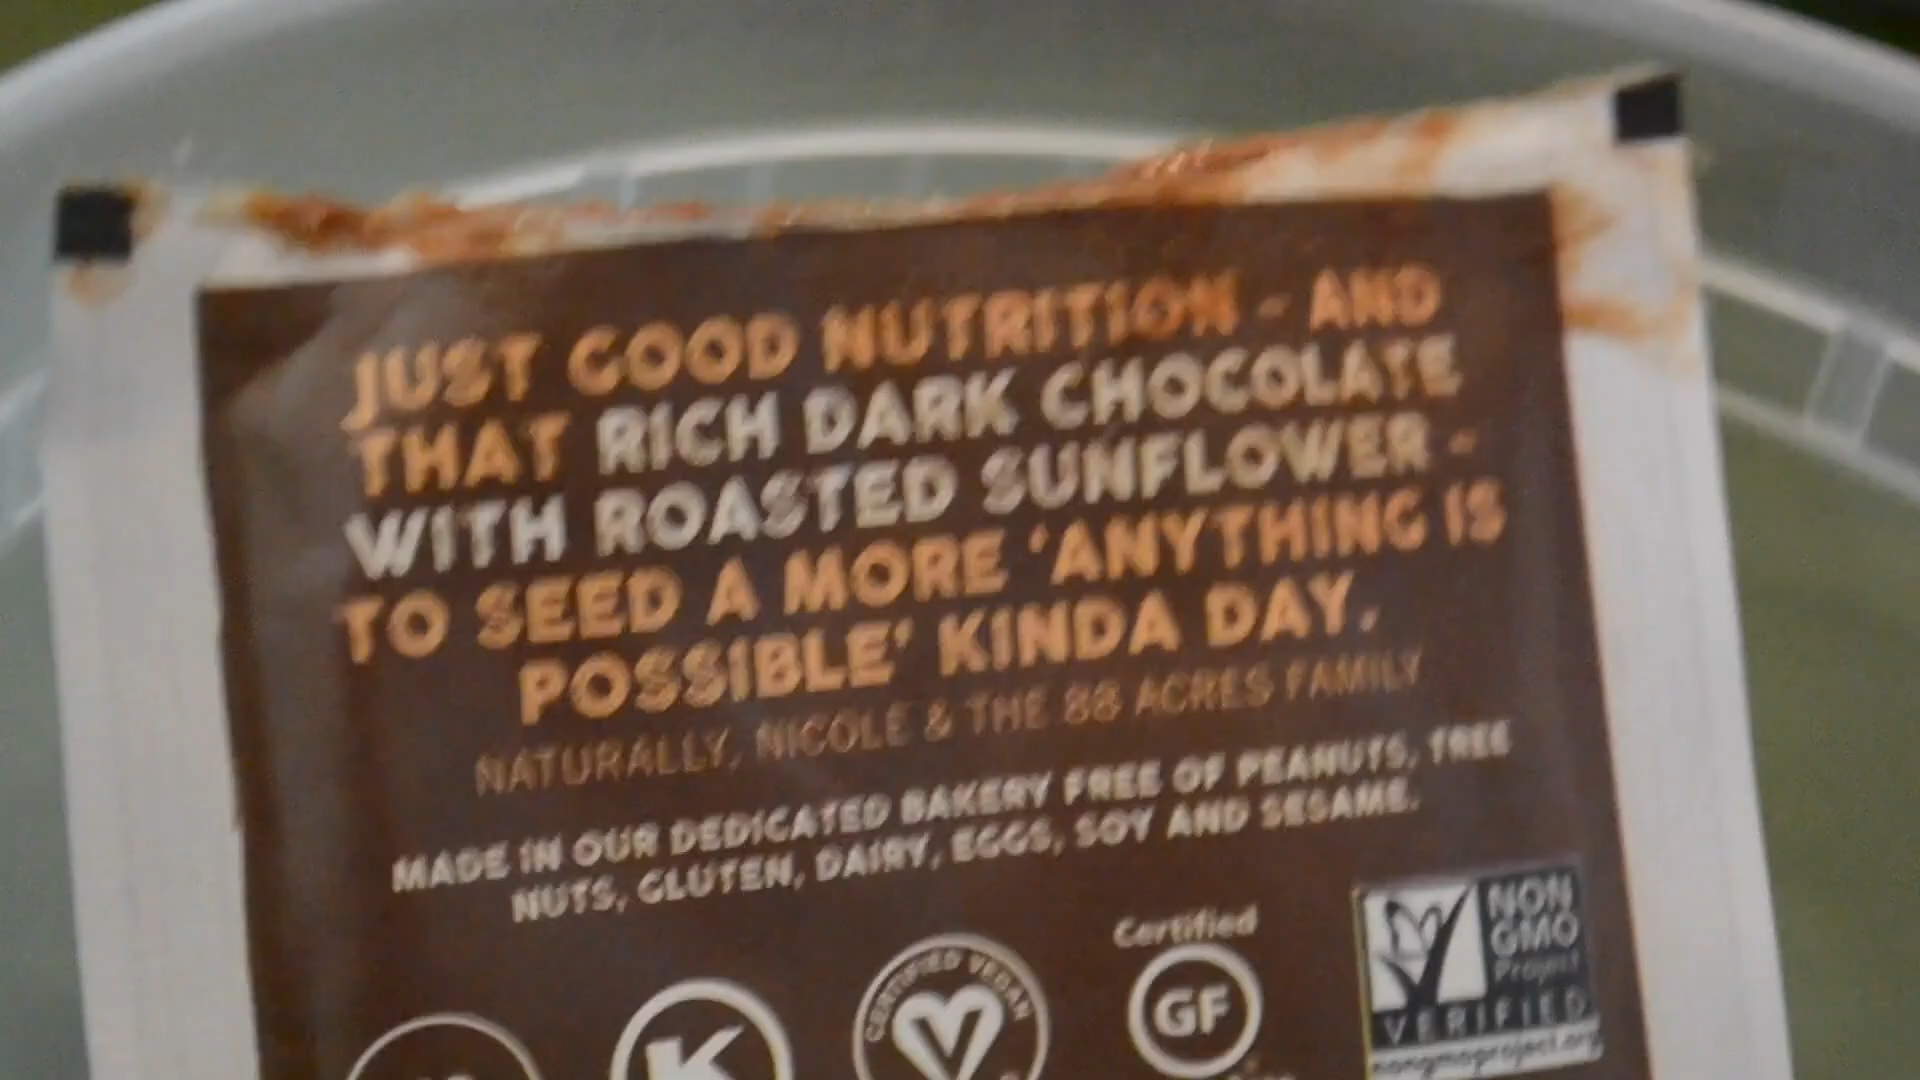 JUST GOOD NUTRITION - AND
THAT RICH DARK CHOCOLATE
WITH ROASTED SUNFLOWER -
TO SEED A MORE 'ANYTHING IS
POSSIBLE' KINDA DAY.
NATURALLY, NICOLE & THE 88 ACRES FAMILY
MADE IN OUR DEDICATED BAKERY FREE OF PEANUTS, TREE
NUTS, GLUTEN, DAIRY, EGGS, SOY AND SESAME.
K
CERTIFIED VEGAN
V
Certified
GF
NON
GMO
Project
VERIFIED
nongmoproject.org